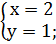 x = 2
y = 1;